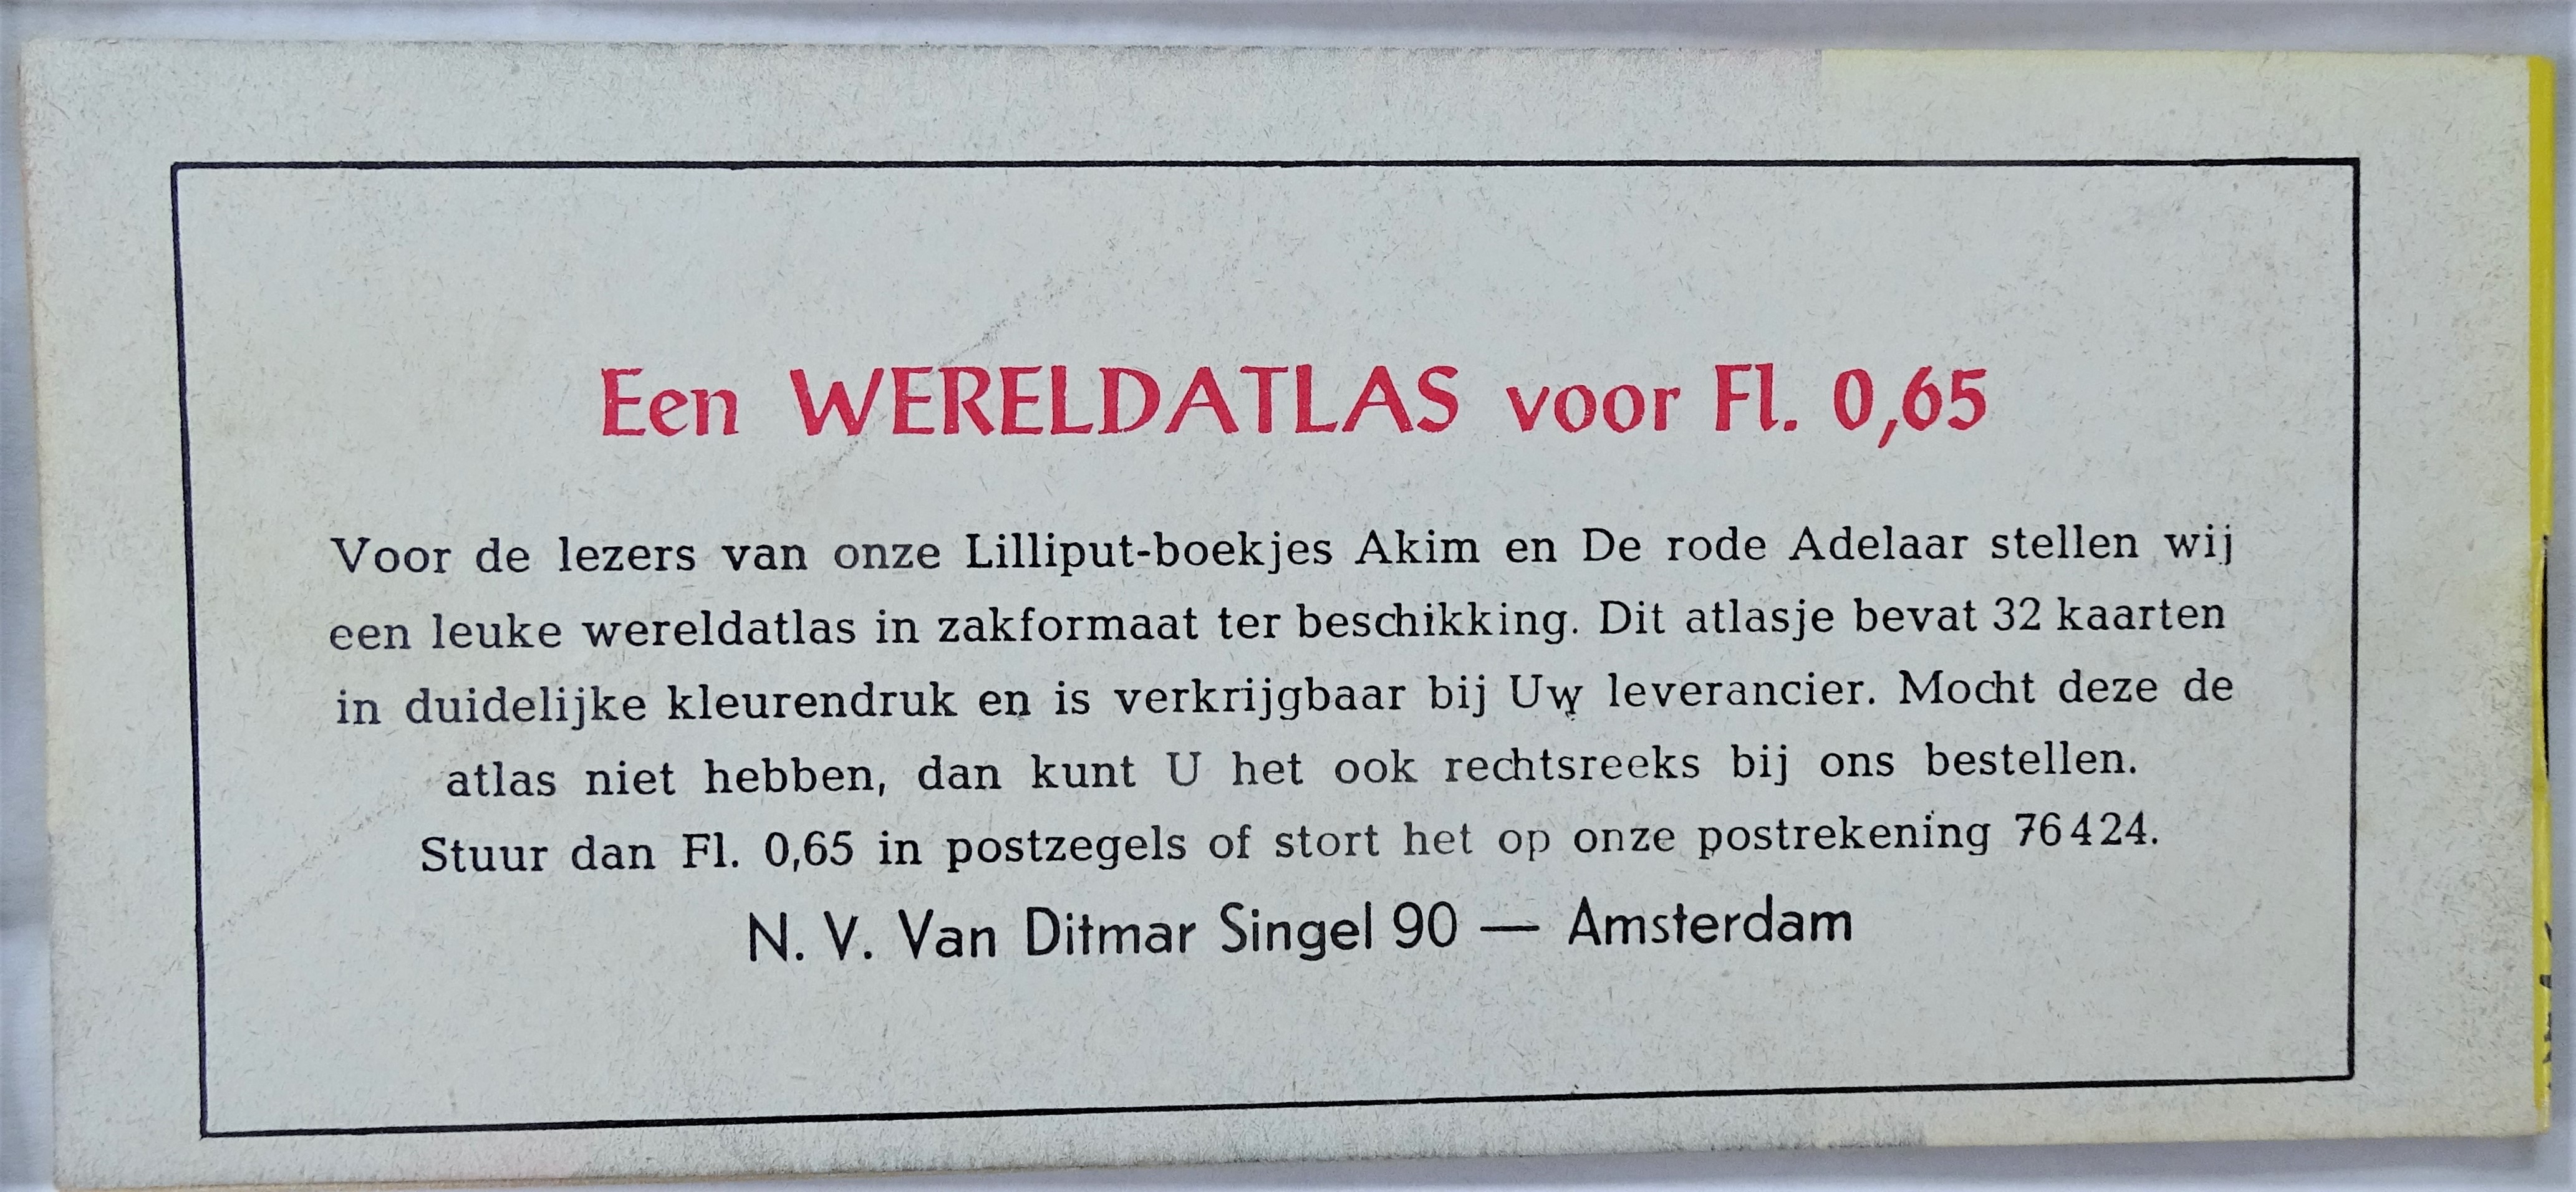 Een WERELDATLAS voor Fl. 0,65
Voor de lezers van onze Lilliput-boekjes Akim en De rode Adelaar stellen wij
een leuke wereldatlas in zakformaat ter beschikking. Dit atlasje bevat 32 kaarten
in duidelijke kleurendruk en is verkrijgbaar bij Uw leverancier. Mocht deze de
atlas niet hebben, dan kunt U het ook rechtsreeks bij ons bestellen.
Stuur dan Fl. 0,65 in postzegels of stort het op onze postrekening 76424.
N. V. Van Ditmar Singel 90 — Amsterdam